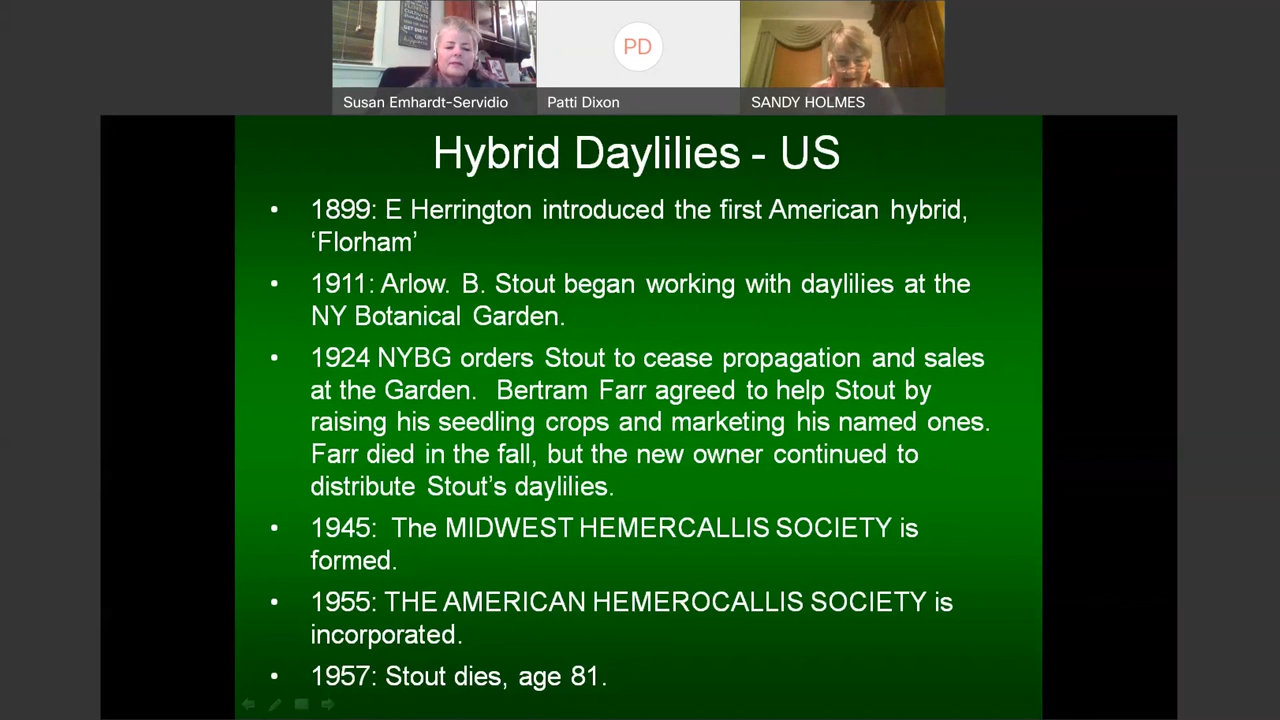 PD
Susan Emhardt-Servidio
Patti Dixon
SANDY HOLMES
Hybrid Daylilies - US
• 1899: E Herrington introduced the first American hybrid,
‘Florham’
• 1911: Arlow. B. Stout began working with daylilies at the
NY Botanical Garden.
• 1924 NYBG orders Stout to cease propagation and sales
at the Garden. Bertram Farr agreed to help Stout by
raising his seedling crops and marketing his named ones.
Farr died in the fall, but the new owner continued to
distribute Stout’s daylilies.
• 1945: The MIDWEST HEMERCALLIS SOCIETY is
formed.
• 1955: THE AMERICAN HEMEROCALLIS SOCIETY is
incorporated.
• 1957: Stout dies, age 81.